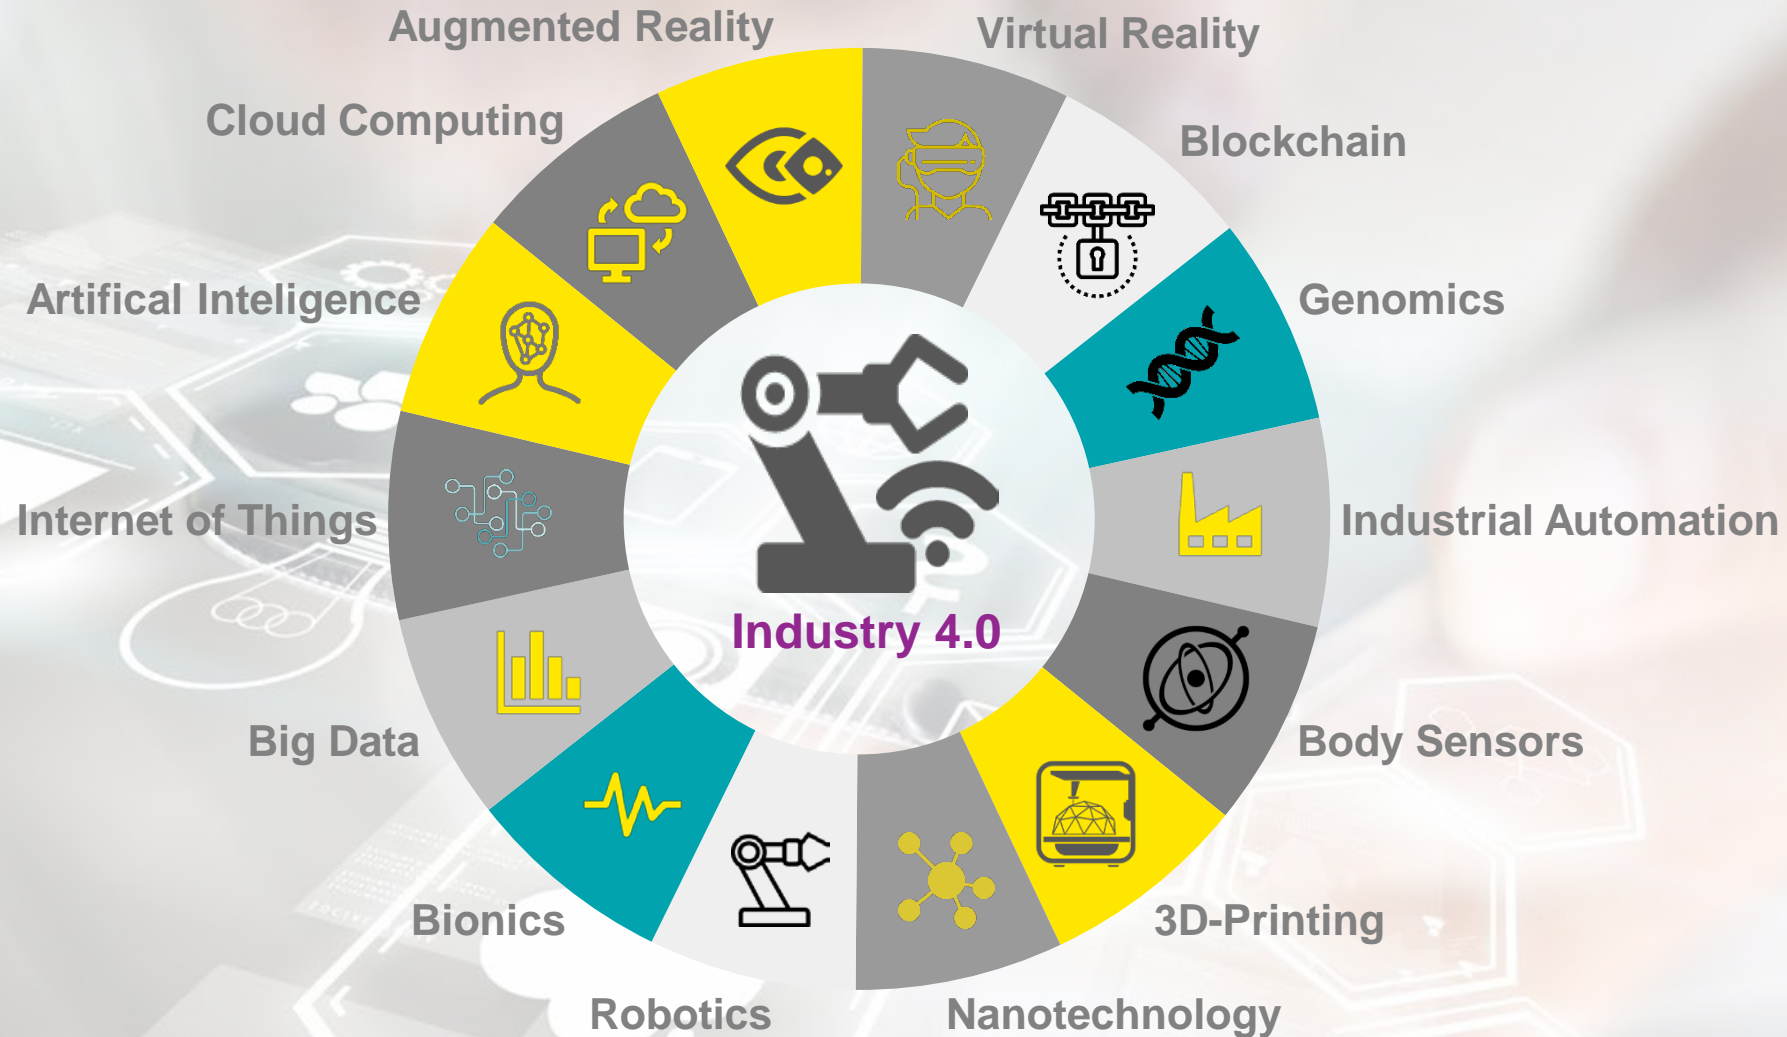 Augmented Reality
Virtual Reality
Cloud Computing
Blockchain
Artifical Inteligence
Genomics
Internet of Things
Industrial Automation
Industry 4.0
Big Data
Body Sensors
Bionics
3D-Printing
Robotics
Nanotechnology